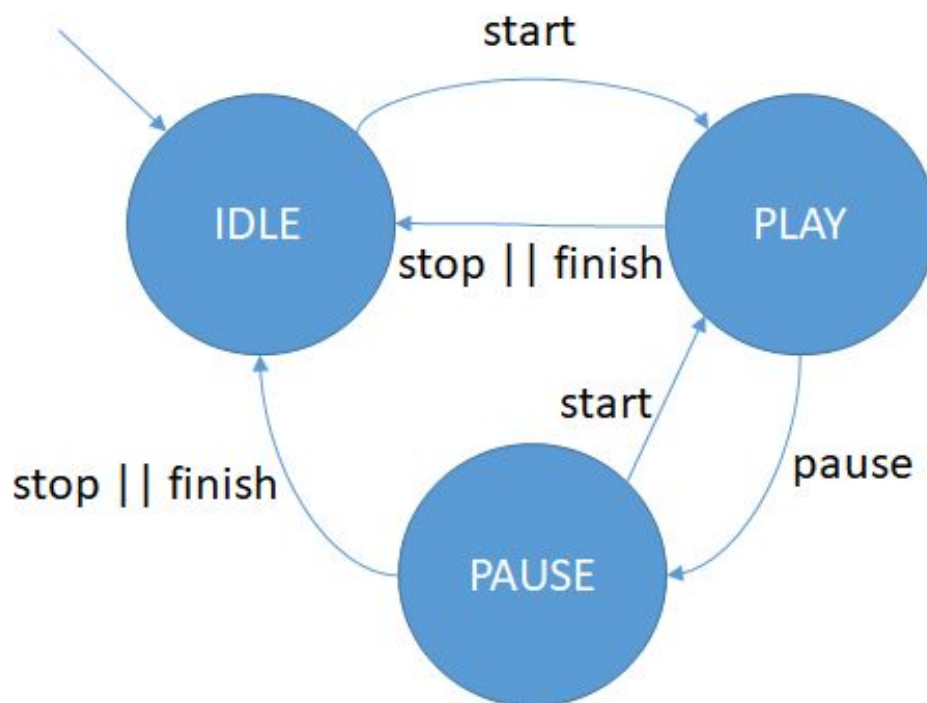 start
IDLE
PLAY
stop || finish
start
pause
stop || finish
PAUSE